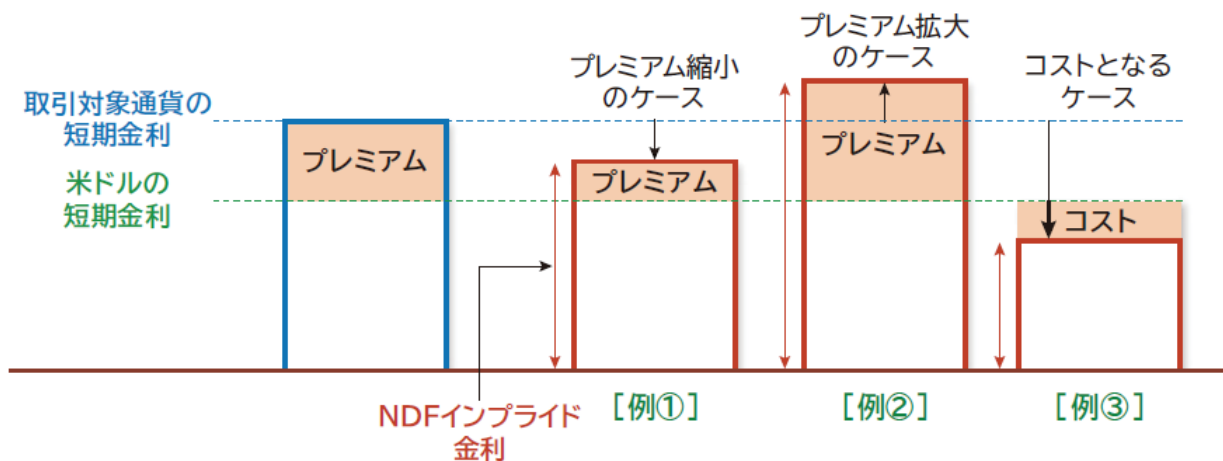 取引対象通貨の
短期金利
米ドルの
短期金利
プレミアム
プレミアム縮小
のケース
プレミアム
プレミアム拡大
のケース
プレミアム
コストとなる
ケース
コスト
NDFインプライド
金利
[例①]
[例②]
[例③]